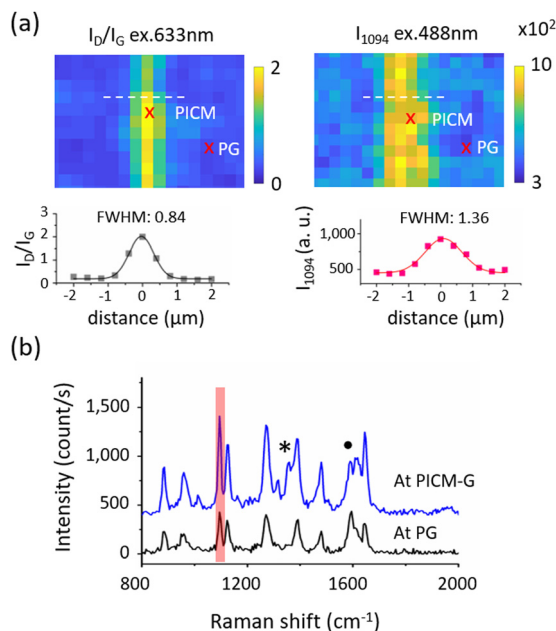 (a)
I_D/I_G ex.633nm
I_1094 ex.488nm
x10²
2
0
10
3
PICM
PG
PICM
PG
FWHM: 0.84
I_D/I_G
3
2
1
0
-2 -1 0 1 2
distance (μm)
FWHM: 1.36
I_1094 (a. u.)
1,000
500
-2 -1 0 1 2
distance (μm)
(b)
Intensity (count/s)
1,500
1,000
500
0
*
•
At PICM-G
At PG
800 1200 1600 2000
Raman shift (cm⁻¹)